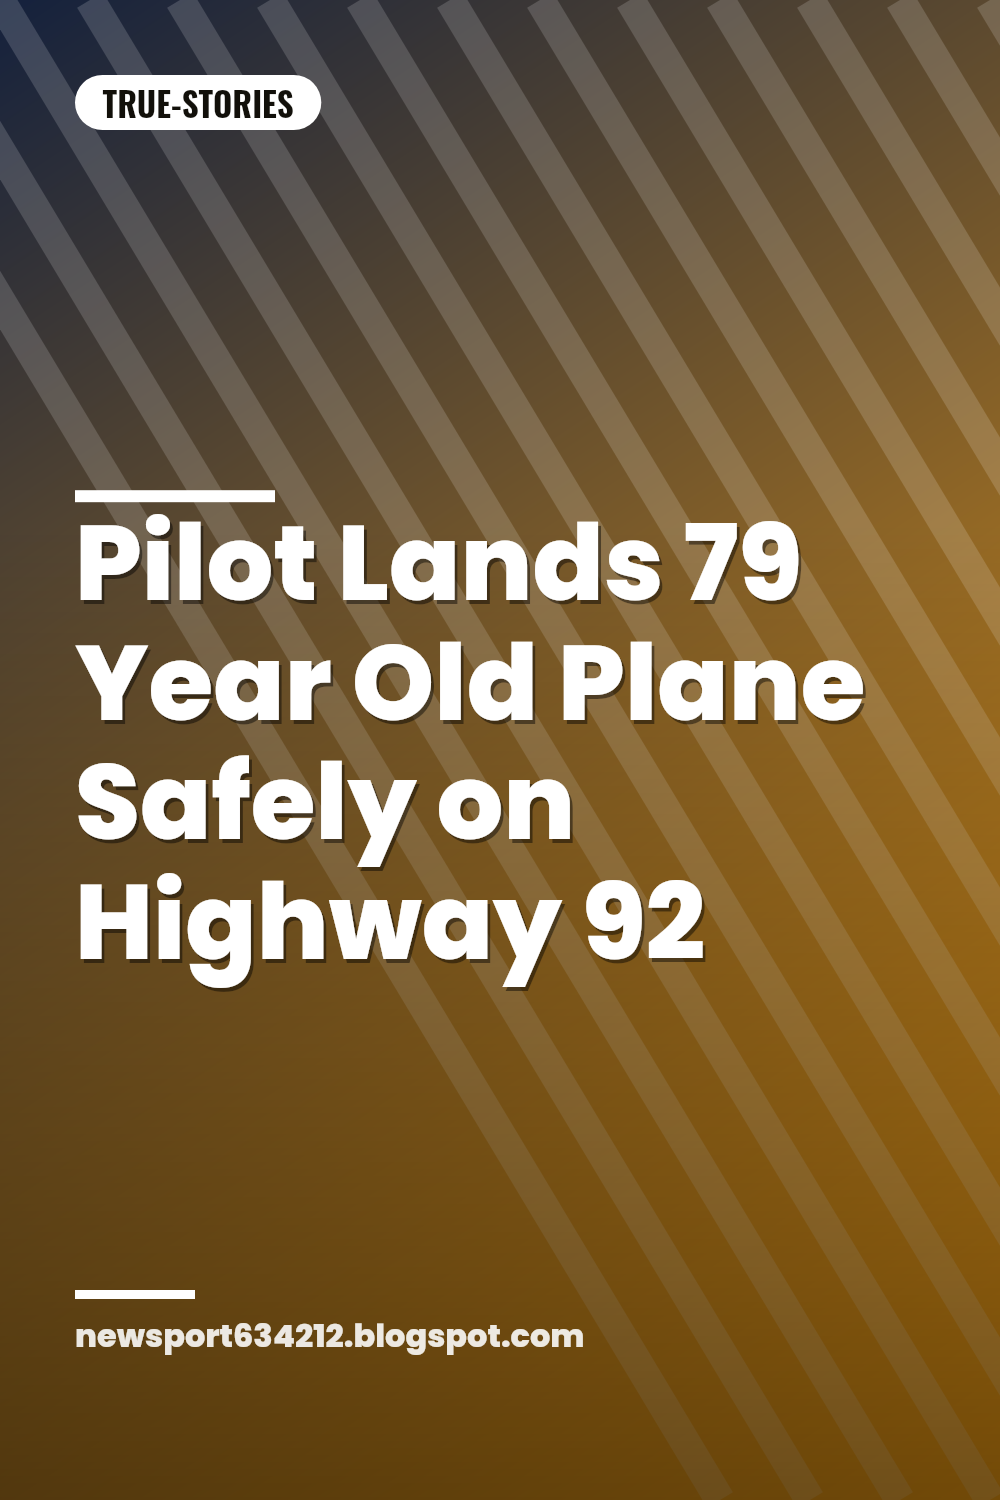 TRUE-STORIES
Pilot Lands 79
Year Old Plane
Safely on
Highway 92
newsport634212.blogspot.com